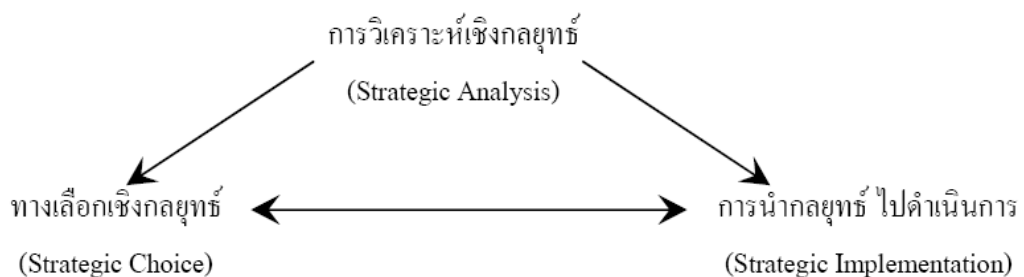 การวิเคราะห์เชิงกลยุทธ์
(Strategic Analysis)
ทางเลือกเชิงกลยุทธ์
การนำกลยุทธ์ ไปดำเนินการ
(Strategic Choice)
(Strategic Implementation)